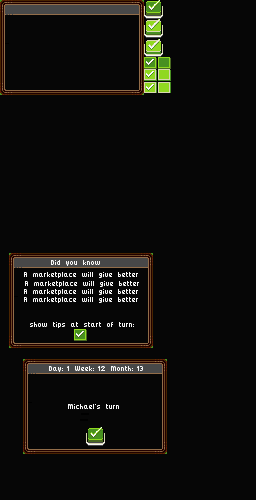 Did you know
A marketplace will give better
A marketplace will give better
A marketplace will give better
A marketplace will give better
show tips at start of turn:
Day: 1 Week: 12 Month: 13
Michael's turn